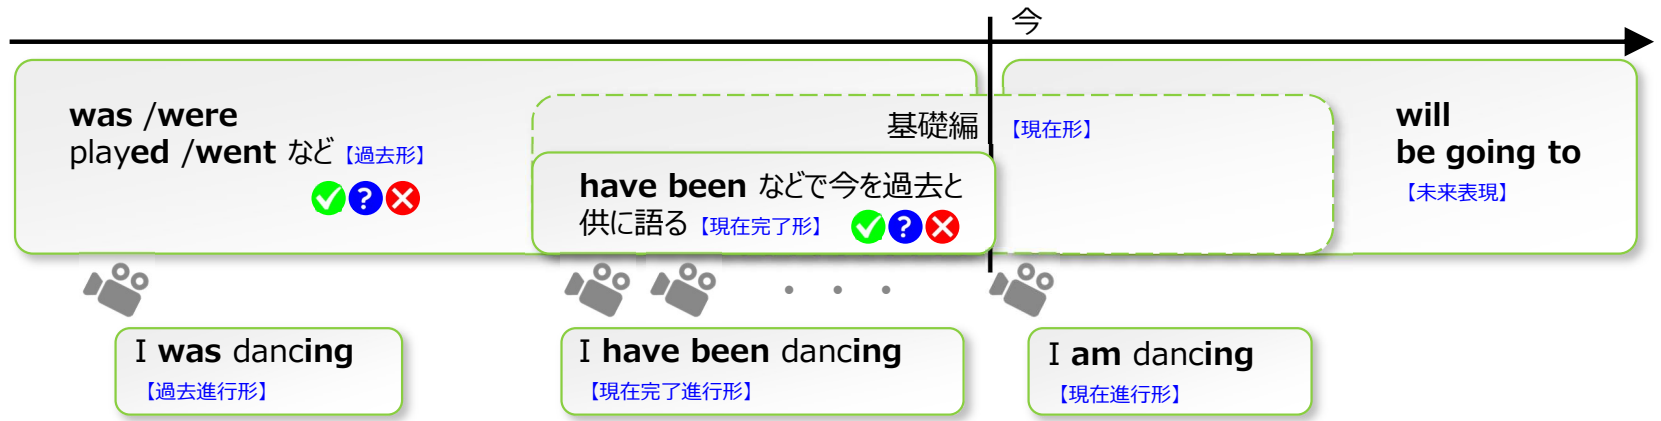 今
was /were
played /went など【過去形】
基礎編
【現在形】
have been などで今を過去と
供に語る【現在完了形】
will
be going to
【未来表現】
・・・
I was dancing
【過去進行形】
I have been dancing
【現在完了進行形】
I am dancing
【現在進行形】